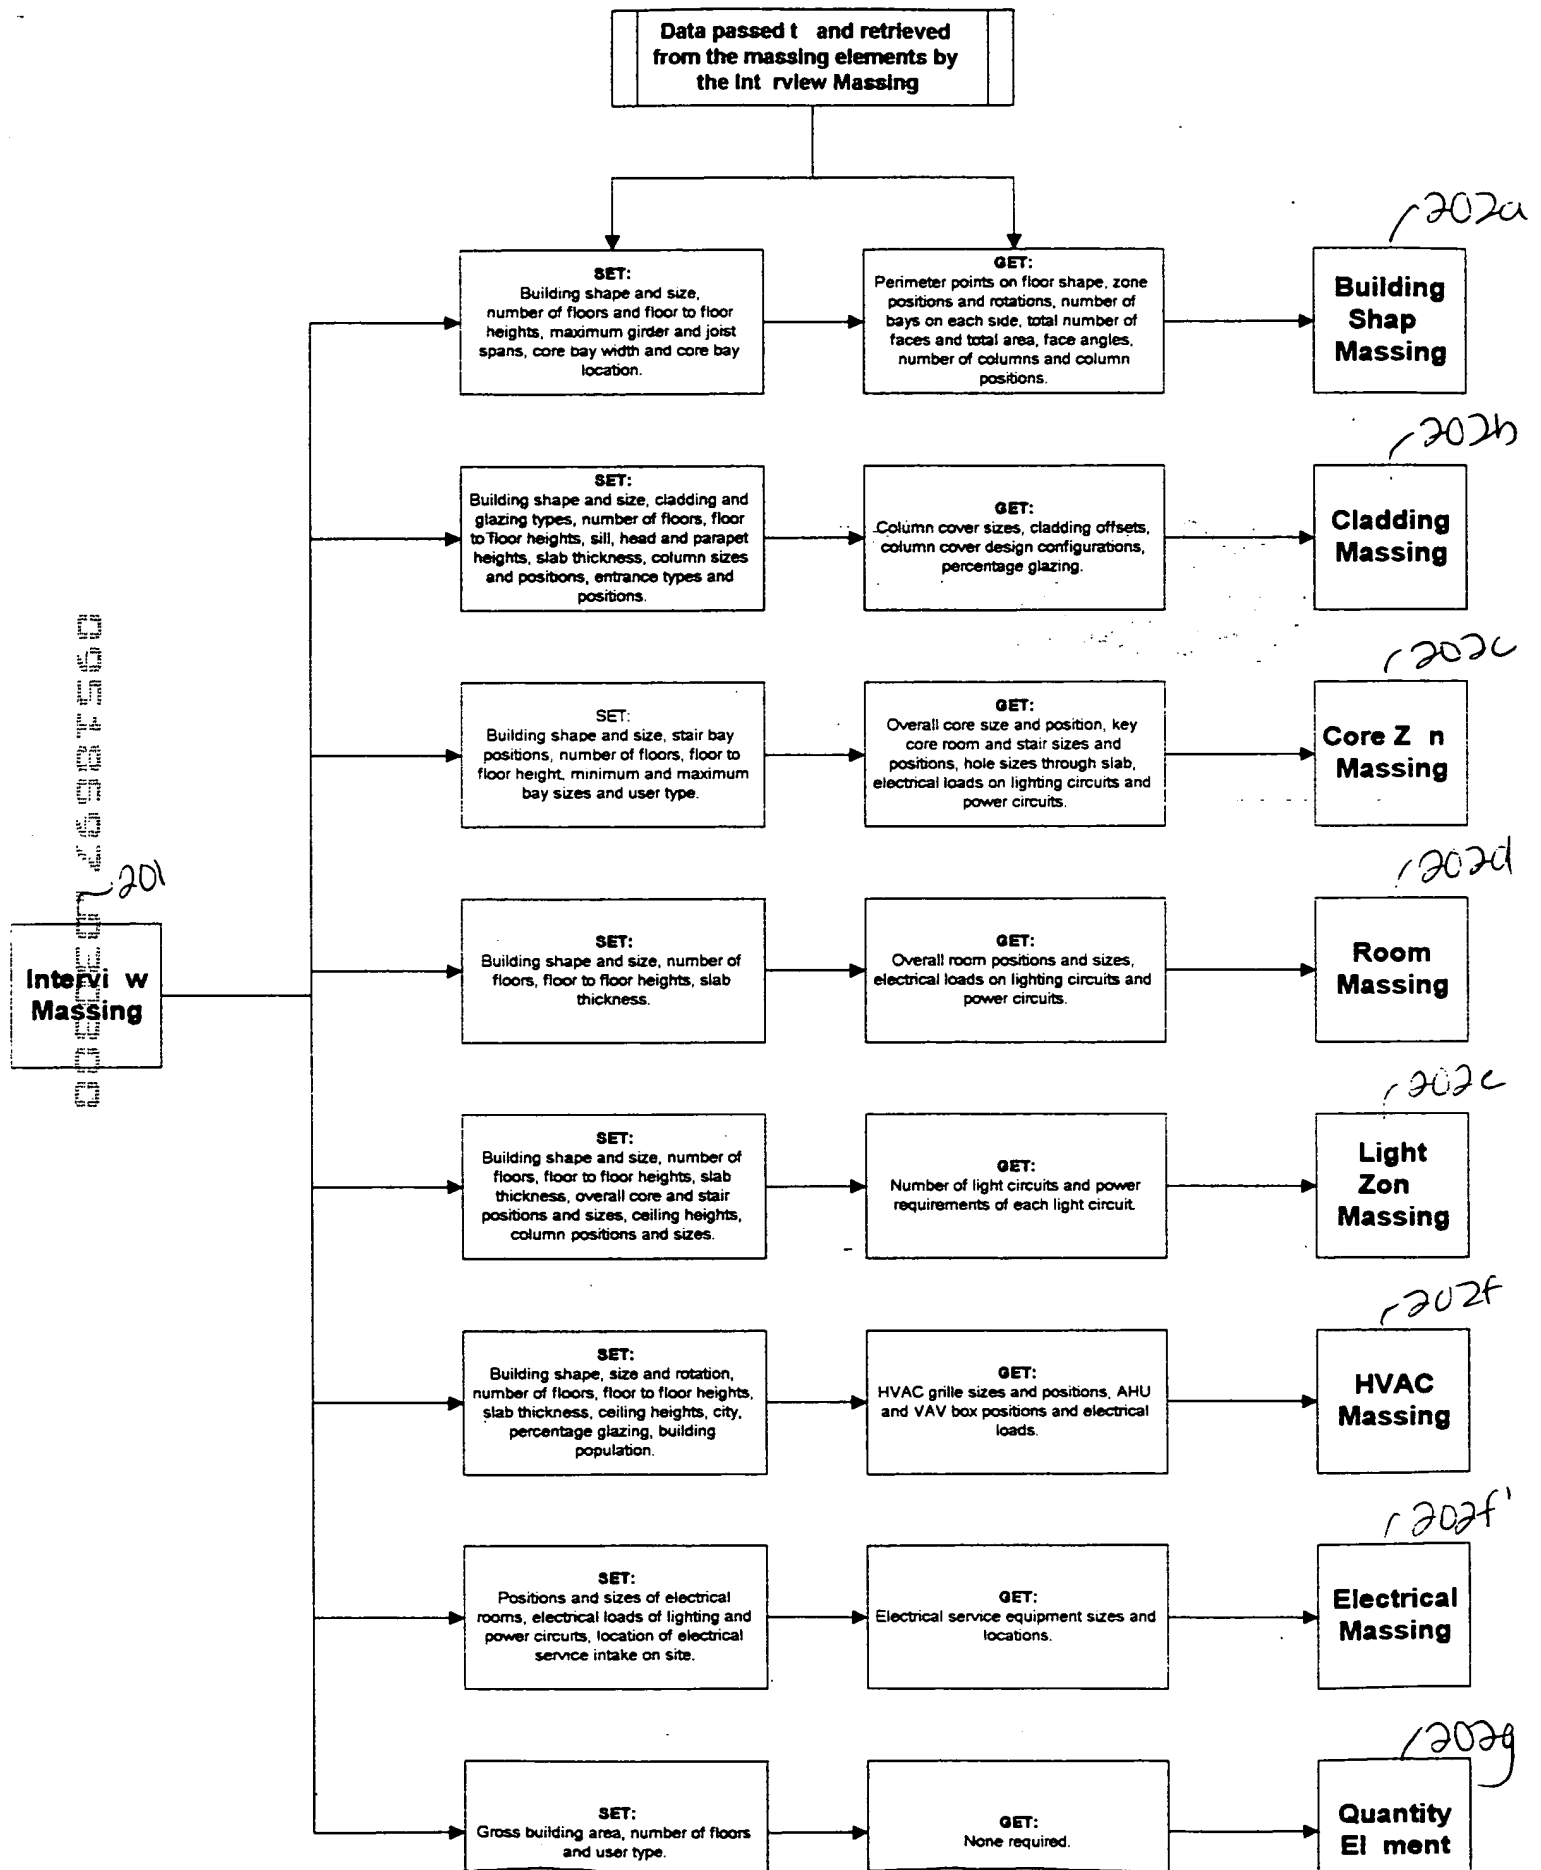 Data passed t and retrieved
from the massing elements by
the Int rview Massing
202a
SET:
Building shape and size,
number of floors and floor to floor
heights, maximum girder and joist
spans, core bay width and core bay
location.
GET:
Perimeter points on floor shape, zone
positions and rotations, number of
bays on each side, total number of
faces and total area, face angles,
number of columns and column
positions.
Building
Shap
Massing
202b
SET:
Building shape and size, cladding and
glazing types, number of floors, floor
to floor heights, sill, head and parapet
heights, slab thickness, column sizes
and positions, entrance types and
positions.
GET:
Column cover sizes, cladding offsets,
column cover design configurations,
percentage glazing.
Cladding
Massing
202c
SET:
Building shape and size, stair bay
positions, number of floors, floor to
floor height, minimum and maximum
bay sizes and user type.
GET:
Overall core size and position, key
core room and stair sizes and
positions, hole sizes through slab,
electrical loads on lighting circuits and
power circuits.
Core Z n
Massing
201
Intervi w
Massing
202d
SET:
Building shape and size, number of
floors, floor to floor heights, slab
thickness.
GET:
Overall room positions and sizes,
electrical loads on lighting circuits and
power circuits.
Room
Massing
202e
SET:
Building shape and size, number of
floors, floor to floor heights, slab
thickness, overall core and stair
positions and sizes, ceiling heights,
column positions and sizes.
GET:
Number of light circuits and power
requirements of each light circuit.
Light
Zon
Massing
202f
SET:
Building shape, size and rotation,
number of floors, floor to floor heights,
slab thickness, ceiling heights, city,
percentage glazing, building
population.
GET:
HVAC grille sizes and positions, AHU
and VAV box positions and electrical
loads.
HVAC
Massing
202f'
SET:
Positions and sizes of electrical
rooms, electrical loads of lighting and
power circuits, location of electrical
service intake on site.
GET:
Electrical service equipment sizes and
locations.
Electrical
Massing
202g
SET:
Gross building area, number of floors
and user type.
GET:
None required.
Quantity
El ment